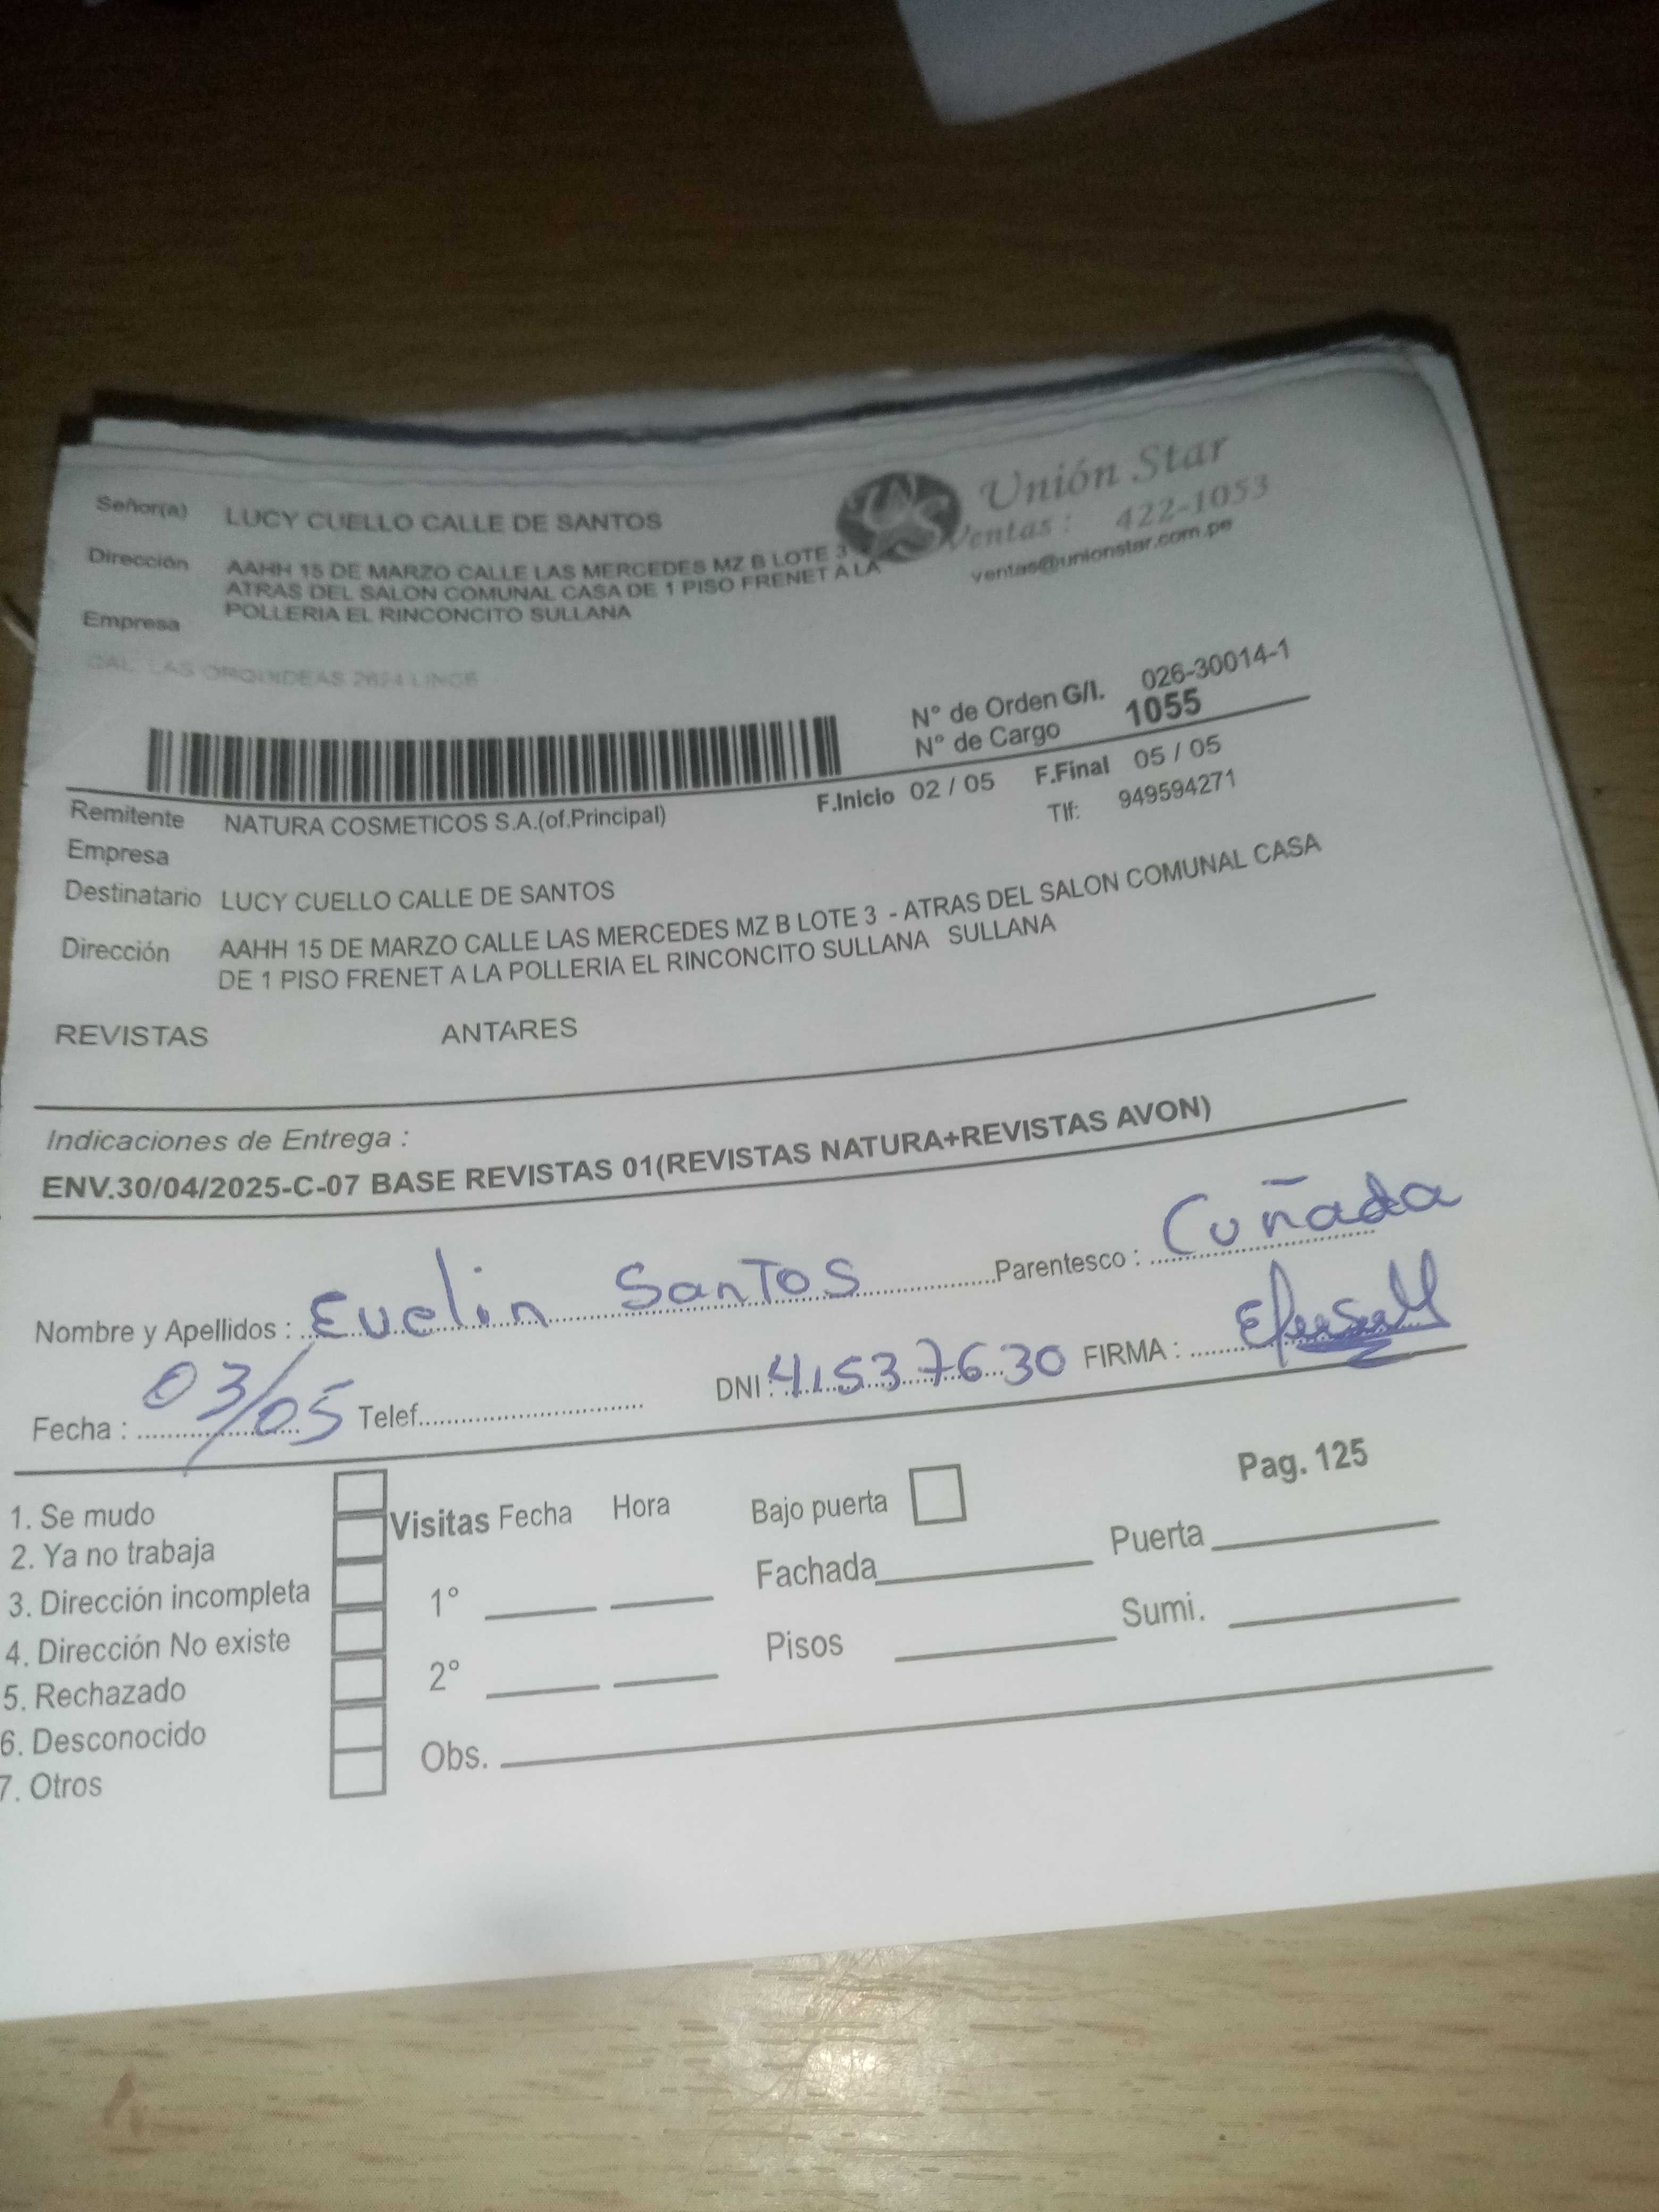 Señor(a) LUCY CUELLO CALLE DE SANTOS
Unión Star
Ventas : 422-1053
ventas@unionstar.com.pe
Dirección AAHH 15 DE MARZO CALLE LAS MERCEDES MZ B LOTE 3 -
ATRAS DEL SALON COMUNAL CASA DE 1 PISO FRENET A LA
POLLERIA EL RINCONCITO SULLANA
Empresa
CAL. LAS ORQUIDEAS 2624 LINCE
N° de Orden G/I. 026-30014-1
N° de Cargo 1055
F.Inicio 02 / 05 F.Final 05 / 05
Remitente NATURA COSMETICOS S.A.(of.Principal)
Tlf: 949594271
Empresa
Destinatario LUCY CUELLO CALLE DE SANTOS
Dirección AAHH 15 DE MARZO CALLE LAS MERCEDES MZ B LOTE 3 - ATRAS DEL SALON COMUNAL CASA
DE 1 PISO FRENET A LA POLLERIA EL RINCONCITO SULLANA SULLANA
REVISTAS ANTARES
Indicaciones de Entrega :
ENV.30/04/2025-C-07 BASE REVISTAS 01(REVISTAS NATURA+REVISTAS AVON)
Nombre y Apellidos : Evelin Santos Parentesco : Cuñada
Fecha : 03/05 Telef. DNI : 41537630 FIRMA :
Pag. 125
1. Se mudo
2. Ya no trabaja
3. Dirección incompleta
4. Dirección No existe
5. Rechazado
6. Desconocido
7. Otros
Visitas Fecha Hora
1°
2°
Obs.
Bajo puerta
Fachada Puerta
Pisos Sumi.